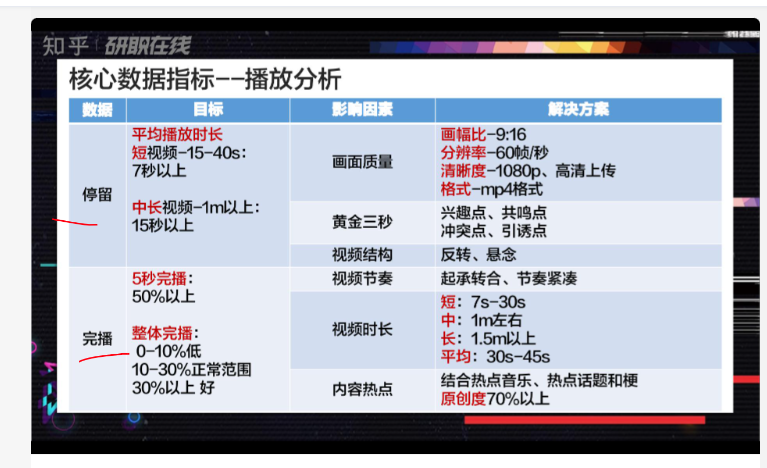 知乎 研职在线
核心数据指标--播放分析
数据 目标 影响因素 解决方案
停留
平均播放时长
短视频-15-40s：
7秒以上
中长视频-1m以上：
15秒以上
画面质量
画幅比-9:16
分辨率-60帧/秒
清晰度-1080p、高清上传
格式-mp4格式
黄金三秒
兴趣点、共鸣点
冲突点、引诱点
视频结构
反转、悬念
完播
5秒完播：
50%以上
整体完播：
0-10%低
10-30%正常范围
30%以上 好
视频节奏
起承转合、节奏紧凑
视频时长
短：7s-30s
中：1m左右
长：1.5m以上
平均：30s-45s
内容热点
结合热点音乐、热点话题和梗
原创度70%以上